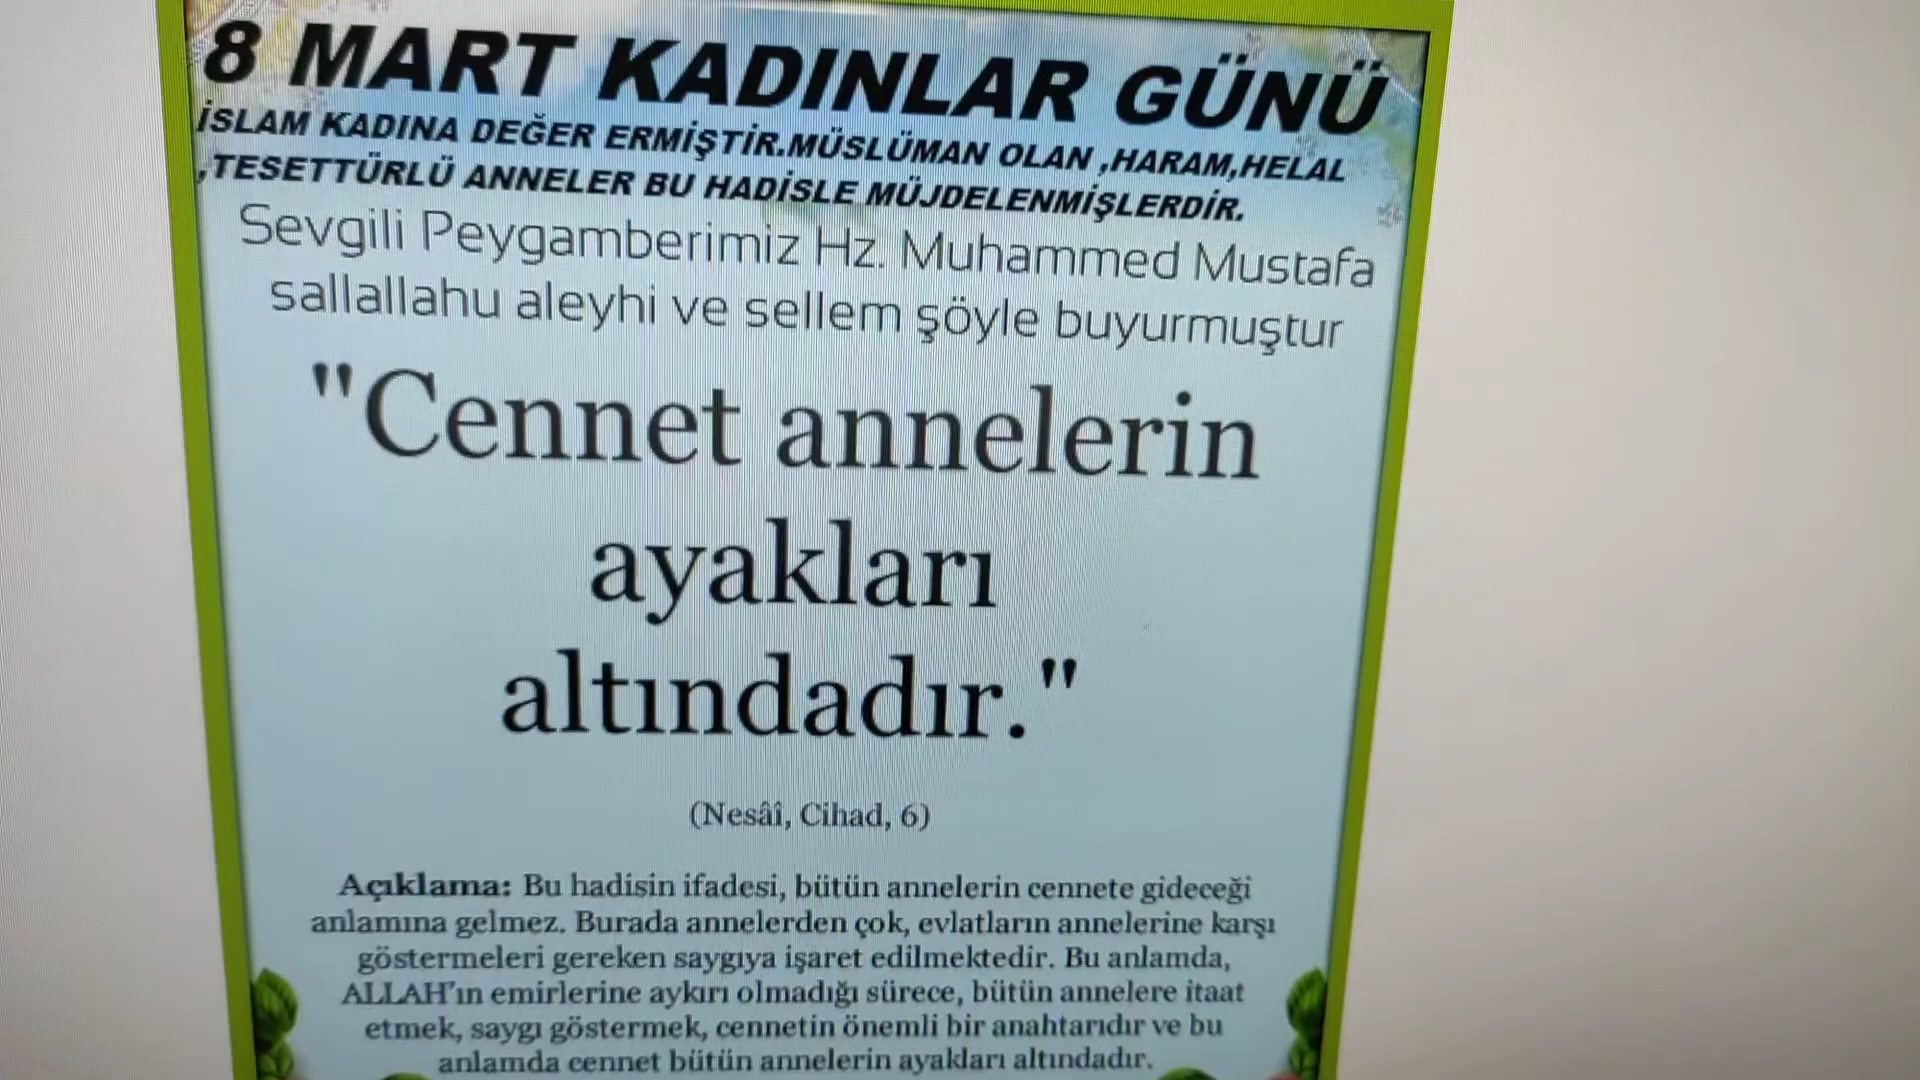 8 MART KADINLAR GÜNÜ
İSLAM KADINA DEĞER ERMİŞTİR.MÜSLÜMAN OLAN ,HARAM,HELAL
,TESETTÜRLÜ ANNELER BU HADİSLE MÜJDELENMİŞLERDİR.
Sevgili Peygamberimiz Hz. Muhammed Mustafa
sallallahu aleyhi ve sellem şöyle buyurmuştur
"Cennet annelerin
ayakları
altındadır."
(Nesâî, Cihad, 6)
Açıklama: Bu hadisin ifadesi, bütün annelerin cennete gideceği
anlamına gelmez. Burada annelerden çok, evlatların annelerine karşı
göstermeleri gereken saygıya işaret edilmektedir. Bu anlamda,
ALLAH'ın emirlerine aykırı olmadığı sürece, bütün annelere itaat
etmek, saygı göstermek, cennetin önemli bir anahtarıdır ve bu
anlamda cennet bütün annelerin ayakları altındadır.